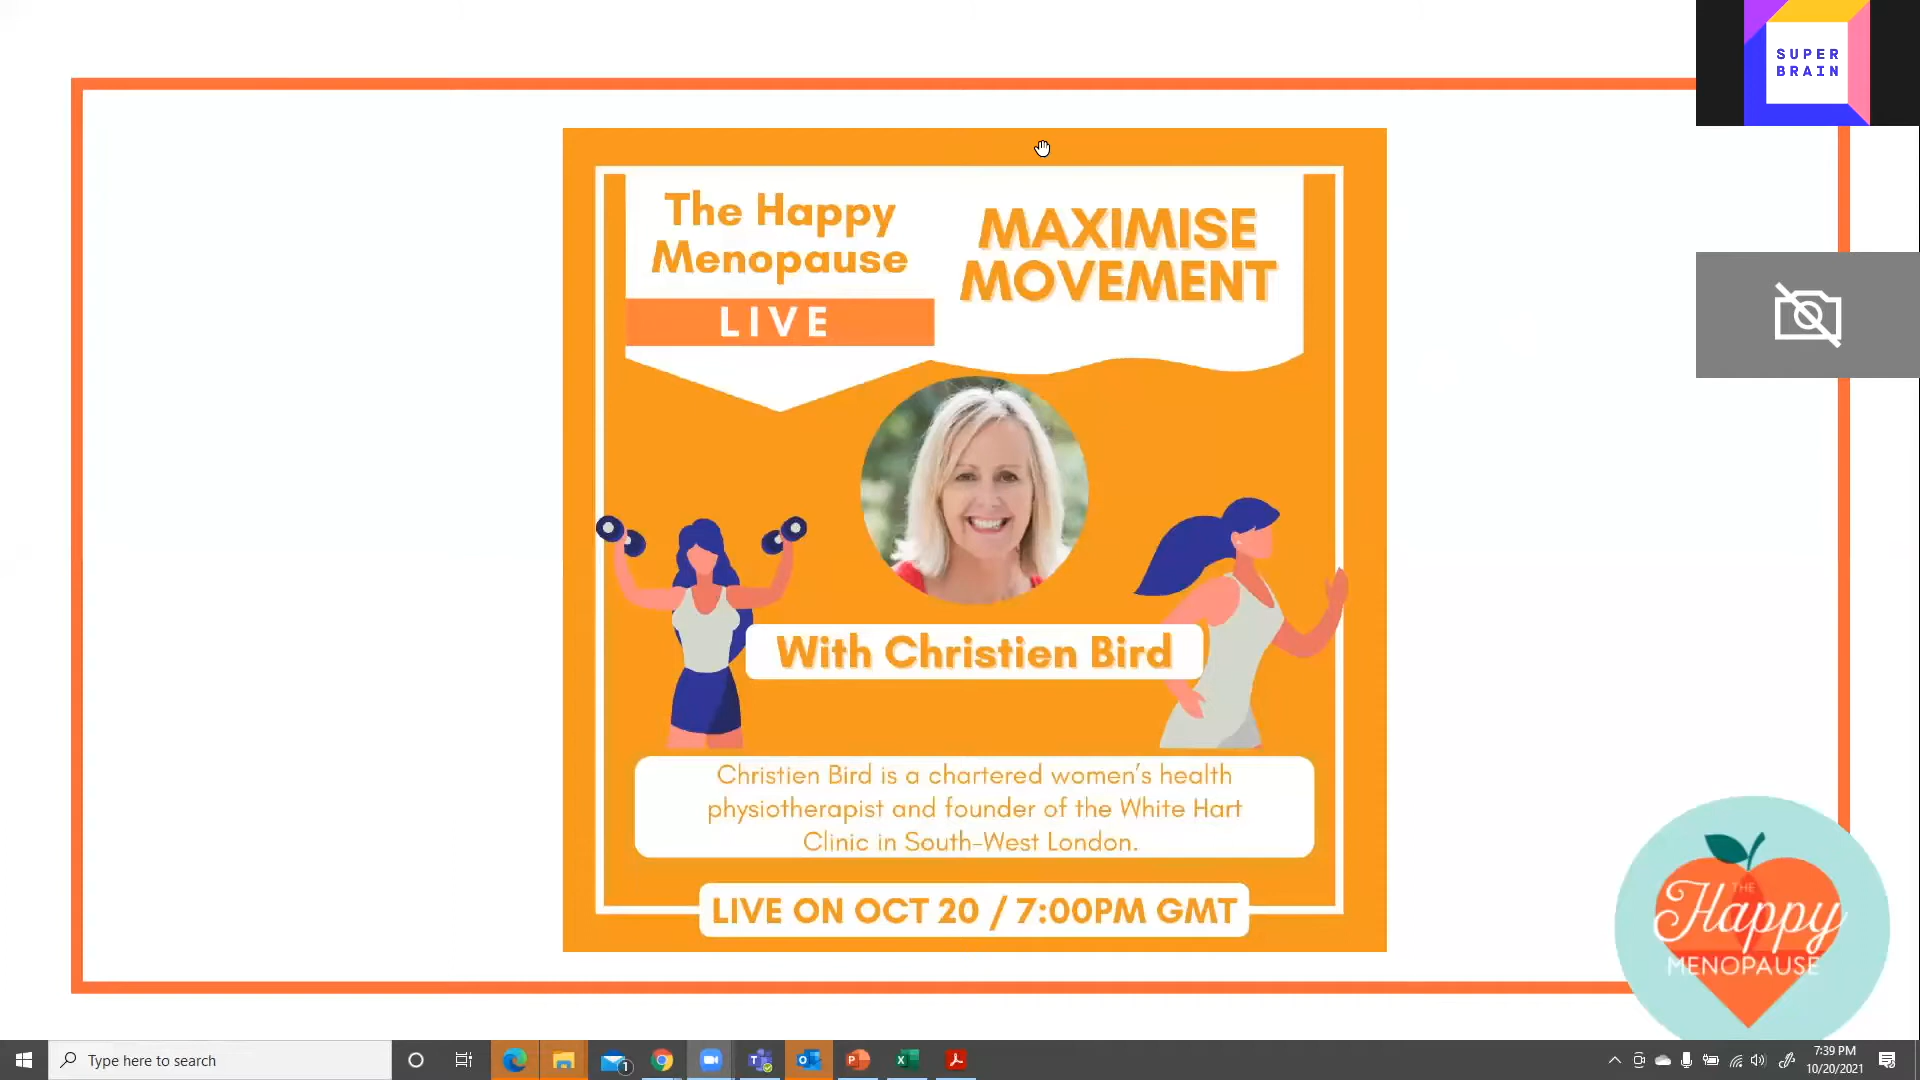 SUPER
BRAIN
The Happy
Menopause
LIVE
MAXIMISE
MOVEMENT
With Christien Bird
Christien Bird is a chartered women's health
physiotherapist and founder of the White Hart
Clinic in South-West London.
LIVE ON OCT 20 / 7:00PM GMT
THE
Happy
MENOPAUSE
Type here to search
1
7:39 PM
10/20/2021